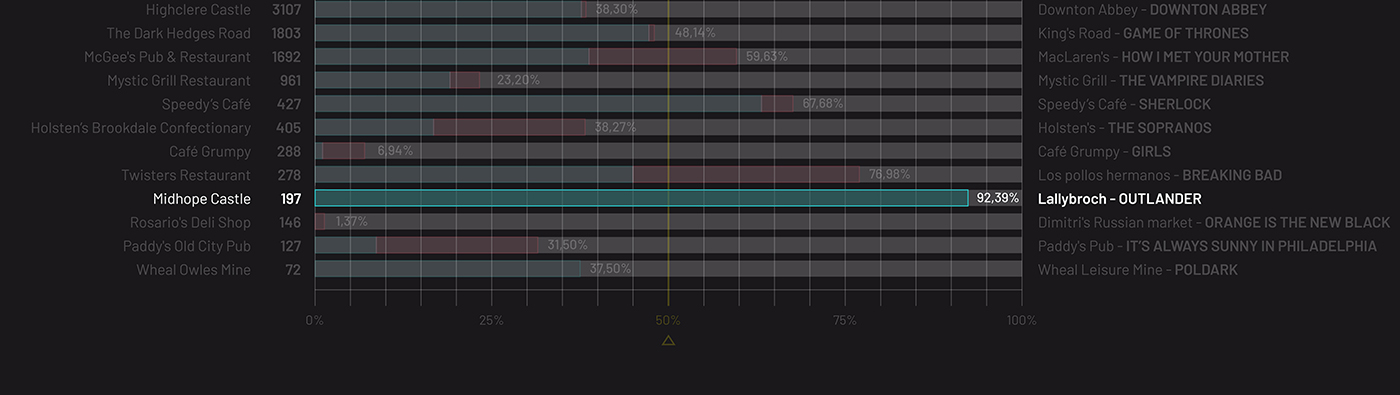 Highclere Castle 3107 38,30% Downton Abbey - DOWNTON ABBEY
The Dark Hedges Road 1803 48,14% King's Road - GAME OF THRONES
McGee's Pub & Restaurant 1692 59,63% MacLaren's - HOW I MET YOUR MOTHER
Mystic Grill Restaurant 961 23,20% Mystic Grill - THE VAMPIRE DIARIES
Speedy's Café 427 67,68% Speedy's Café - SHERLOCK
Holsten's Brookdale Confectionary 405 38,27% Holsten's - THE SOPRANOS
Café Grumpy 288 6,94% Café Grumpy - GIRLS
Twisters Restaurant 278 76,98% Los pollos hermanos - BREAKING BAD
Midhope Castle 197 92,39% Lallybroch - OUTLANDER
Rosario's Deli Shop 146 1,37% Dimitri's Russian market - ORANGE IS THE NEW BLACK
Paddy's Old City Pub 127 31,50% Paddy's Pub - IT'S ALWAYS SUNNY IN PHILADELPHIA
Wheal Owles Mine 72 37,50% Wheal Leisure Mine - POLDARK
0% 25% 50% 75% 100%